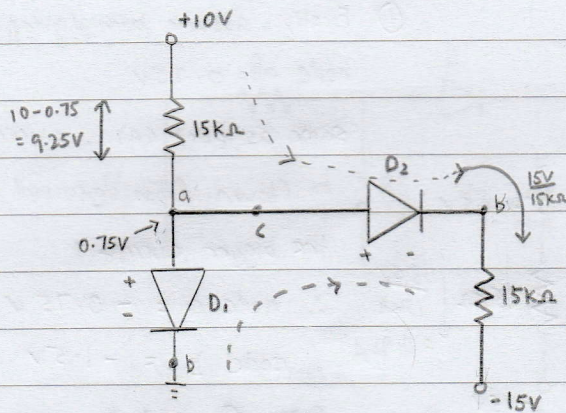 +10V
10-0.75
= 9.25V
15kΩ
D2
15V
15kΩ
a
c
b'
0.75V
+ -
+
-
D1
15kΩ
b
-15V